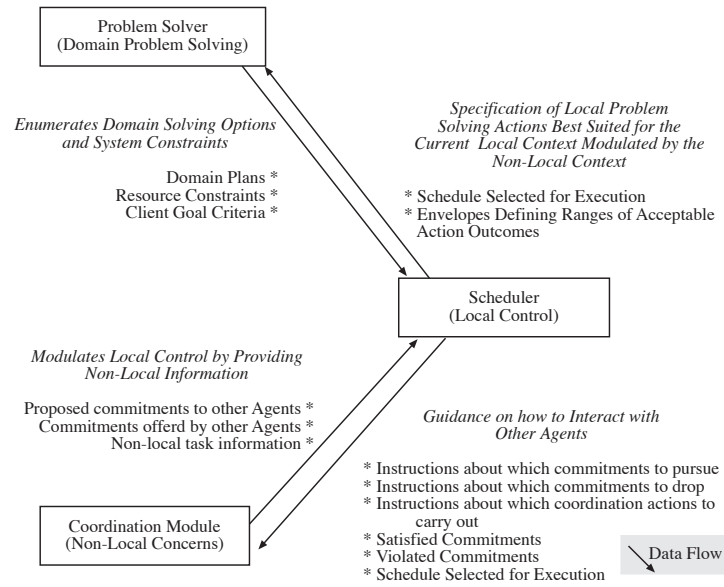 Problem Solver
(Domain Problem Solving)
Enumerates Domain Solving Options
and System Constraints
Domain Plans *
Resource Constraints *
Client Goal Criteria *
Specification of Local Problem
Solving Actions Best Suited for the
Current Local Context Modulated by the
Non-Local Context
* Schedule Selected for Execution
* Envelopes Defining Ranges of Acceptable
Action Outcomes
Scheduler
(Local Control)
Modulates Local Control by Providing
Non-Local Information
Proposed commitments to other Agents *
Commitments offerd by other Agents *
Non-local task information *
Guidance on how to Interact with
Other Agents
* Instructions about which commitments to pursue
* Instructions about which commitments to drop
* Instructions about which coordination actions to
carry out
* Satisfied Commitments
* Violated Commitments
* Schedule Selected for Execution
Coordination Module
(Non-Local Concerns)
Data Flow